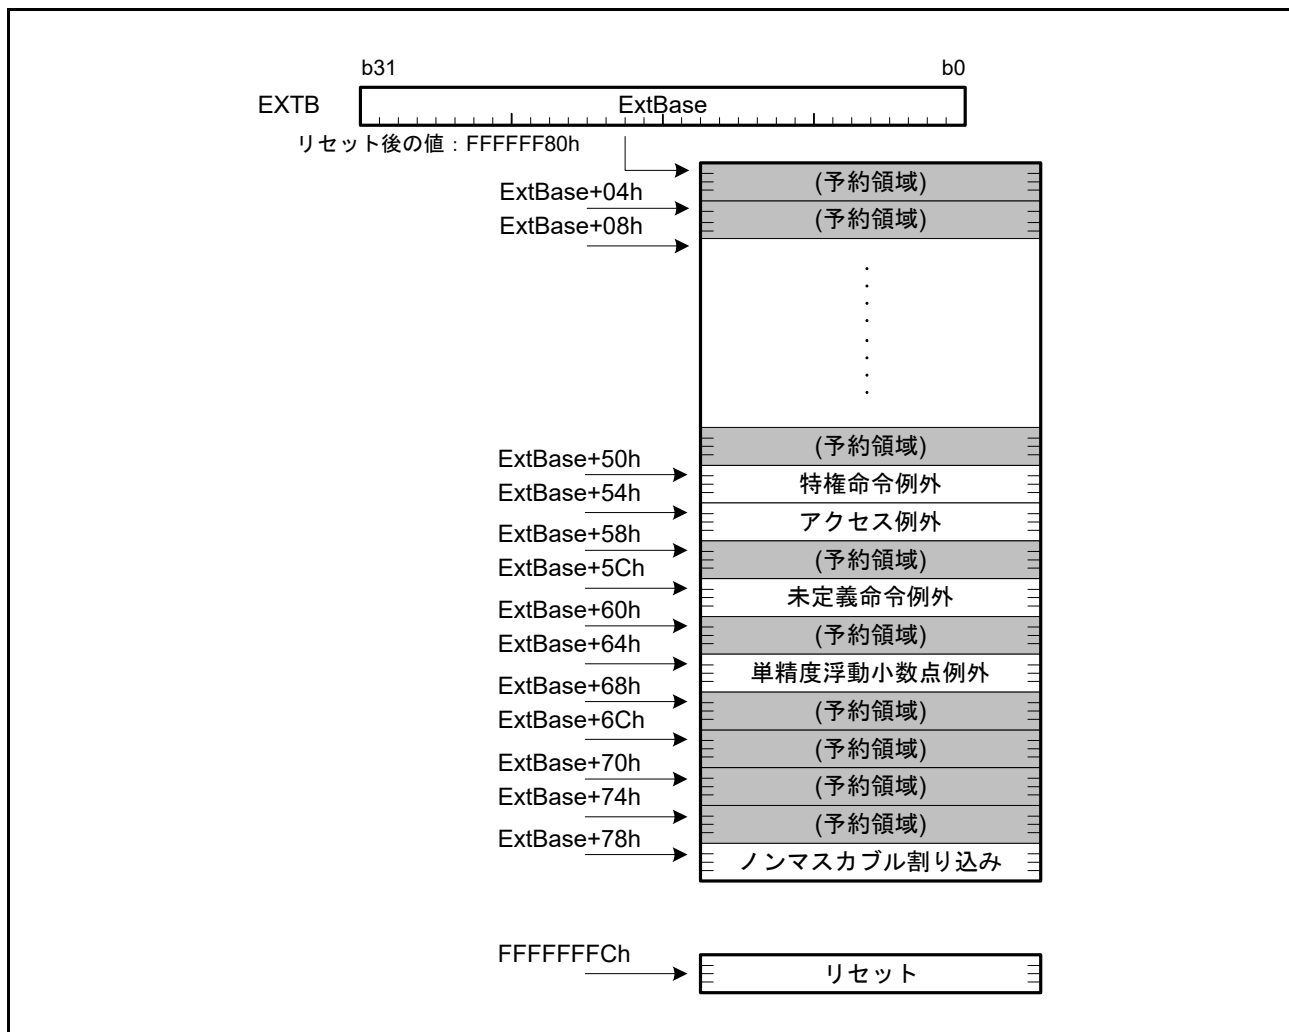 b31 b0
EXTB ExtBase
リセット後の値：FFFFFF80h
(予約領域)
ExtBase+04h
(予約領域)
ExtBase+08h
(予約領域)
ExtBase+50h
特権命令例外
ExtBase+54h
アクセス例外
ExtBase+58h
(予約領域)
ExtBase+5Ch
未定義命令例外
ExtBase+60h
(予約領域)
ExtBase+64h
単精度浮動小数点例外
ExtBase+68h
(予約領域)
ExtBase+6Ch
(予約領域)
ExtBase+70h
(予約領域)
ExtBase+74h
(予約領域)
ExtBase+78h
ノンマスカブル割り込み
FFFFFFFCh
リセット